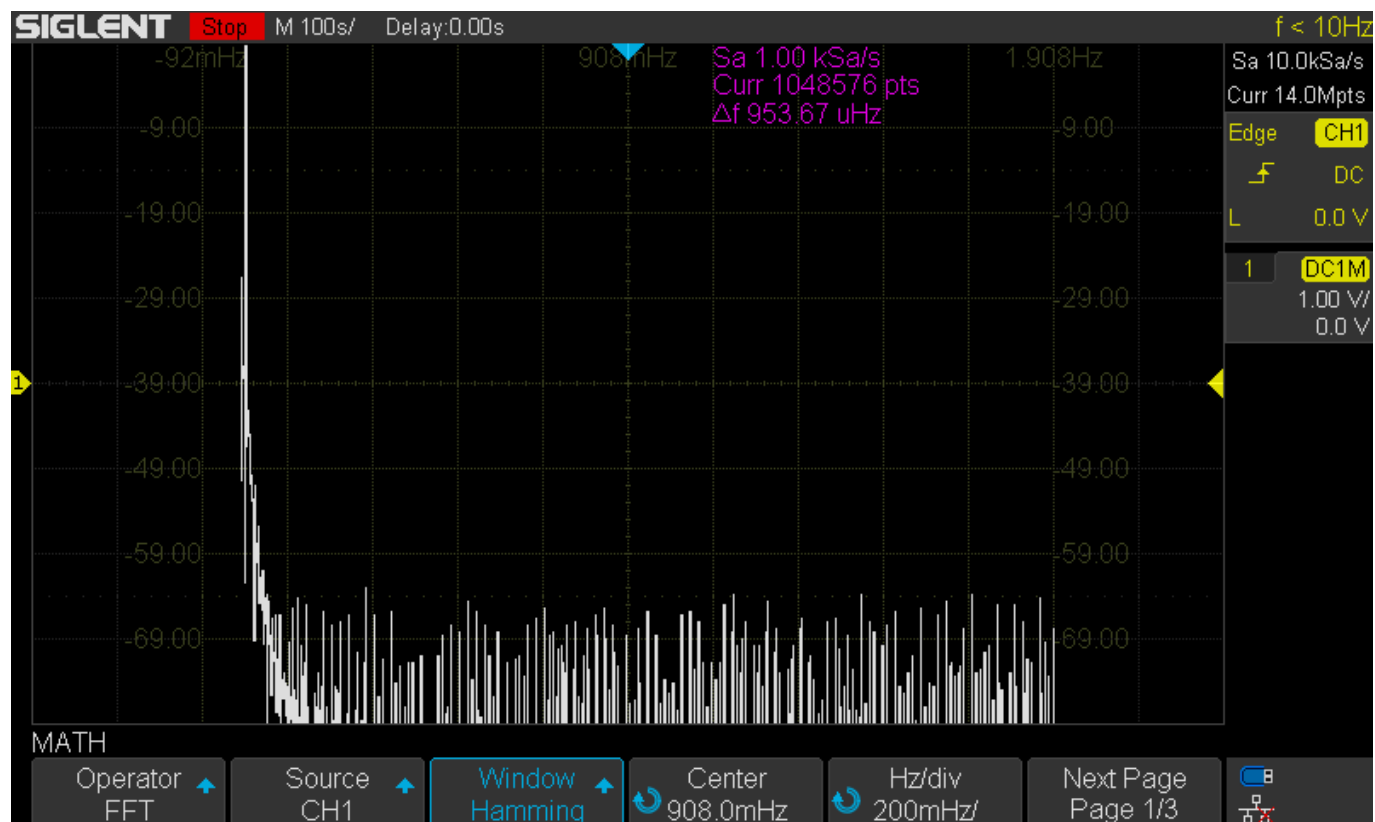 SIGLENT Stop M 100s/ Delay:0.00s f < 10Hz
-92mHz 908mHz Sa 1.00 kSa/s 1.908Hz Sa 10.0kSa/s
Curr 1048576 pts Curr 14.0Mpts
Δf 953.67 uHz
-9.00 -9.00 Edge CH1
DC
-19.00 -19.00 L 0.0 V
1 DC1M
-29.00 -29.00 1.00 V/
0.0 V
1 -39.00 -39.00
-49.00 -49.00
-59.00 -59.00
-69.00 -69.00
MATH
Operator Source Window Center Hz/div Next Page
FFT CH1 Hamming 908.0mHz 200mHz/ Page 1/3